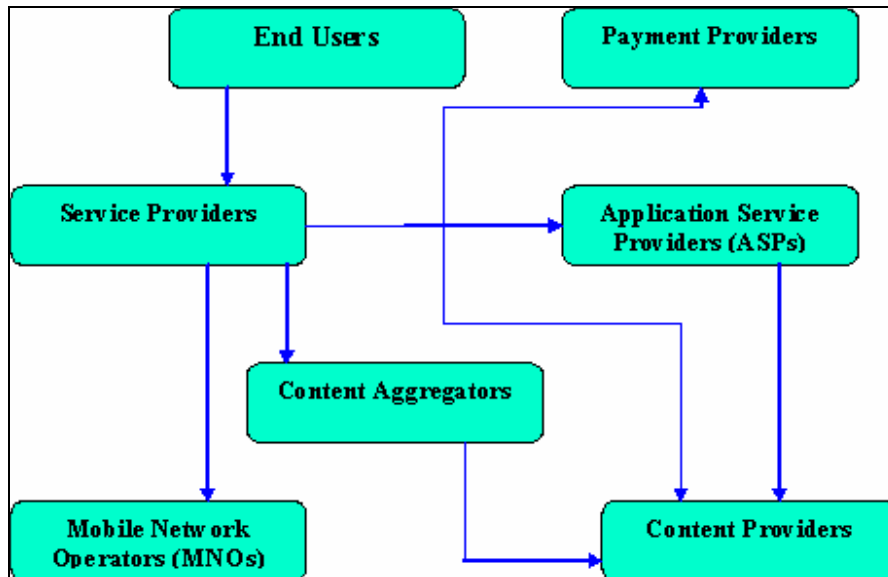 End Users
Payment Providers
Service Providers
Application Service
Providers (ASPs)
Content Aggregators
Mobile Network
Operators (MNOs)
Content Providers